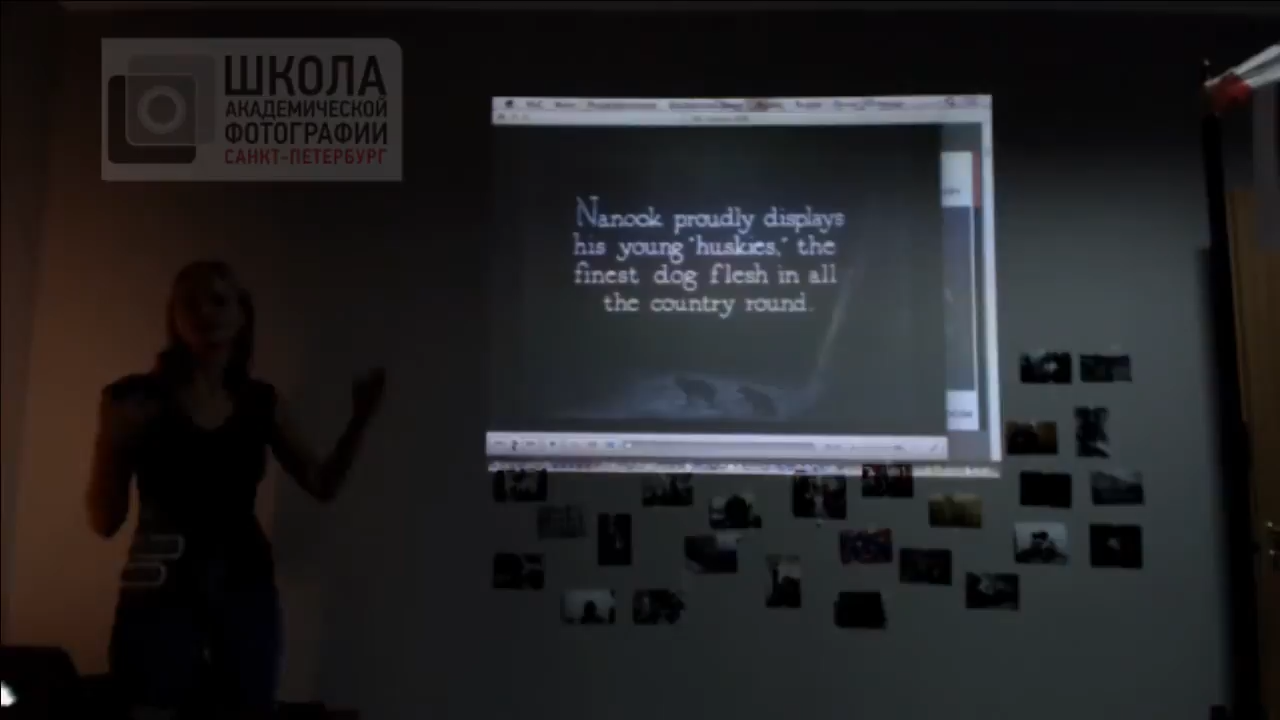 ШКОЛА
АКАДЕМИЧЕСКОЙ
ФОТОГРАФИИ
САНКТ-ПЕТЕРБУРГ
Nanook proudly displays
his young "huskies," the
finest dog flesh in all
the country round.